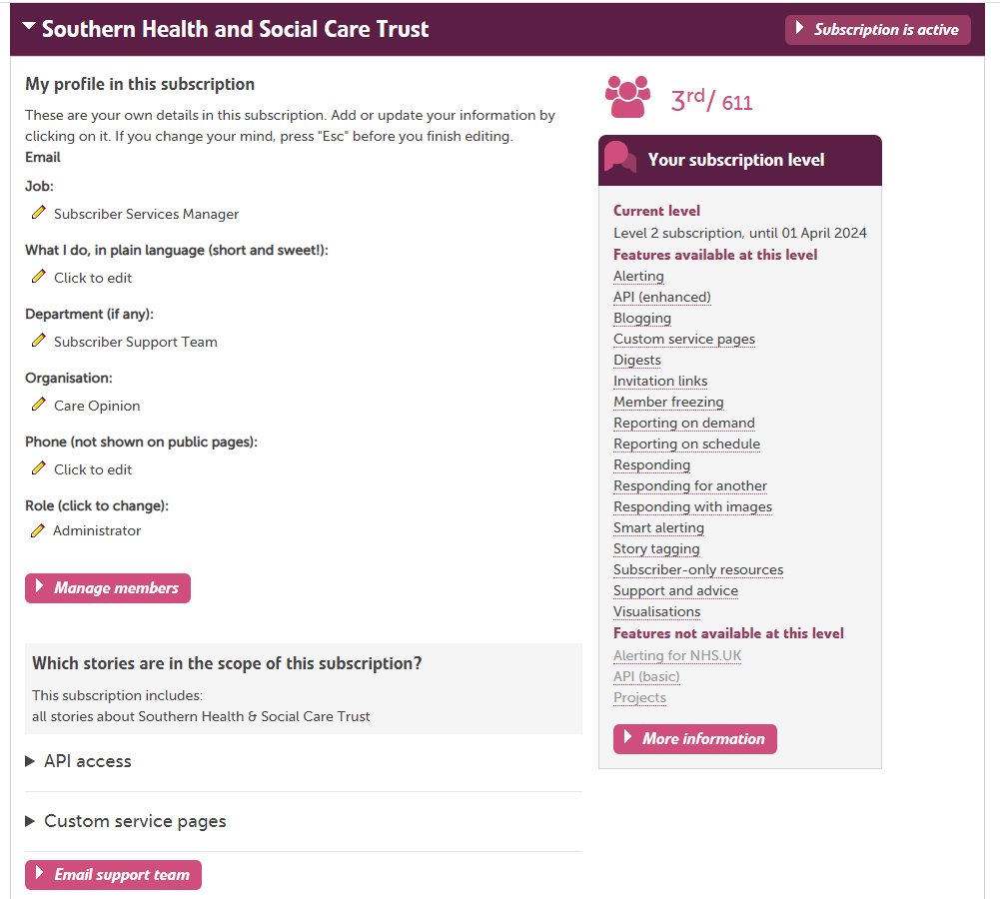 Southern Health and Social Care Trust
Subscription is active
My profile in this subscription
These are your own details in this subscription. Add or update your information by
clicking on it. If you change your mind, press "Esc" before you finish editing.
Email
Job:
Subscriber Services Manager
What I do, in plain language (short and sweet!):
Click to edit
Department (if any):
Subscriber Support Team
Organisation:
Care Opinion
Phone (not shown on public pages):
Click to edit
Role (click to change):
Administrator
Manage members
Which stories are in the scope of this subscription?
This subscription includes:
all stories about Southern Health & Social Care Trust
API access
Custom service pages
Email support team
3rd/ 611
Your subscription level
Current level
Level 2 subscription, until 01 April 2024
Features available at this level
Alerting
API (enhanced)
Blogging
Custom service pages
Digests
Invitation links
Member freezing
Reporting on demand
Reporting on schedule
Responding
Responding for another
Responding with images
Smart alerting
Story tagging
Subscriber-only resources
Support and advice
Visualisations
Features not available at this level
Alerting for NHS.UK
API (basic)
Projects
More information